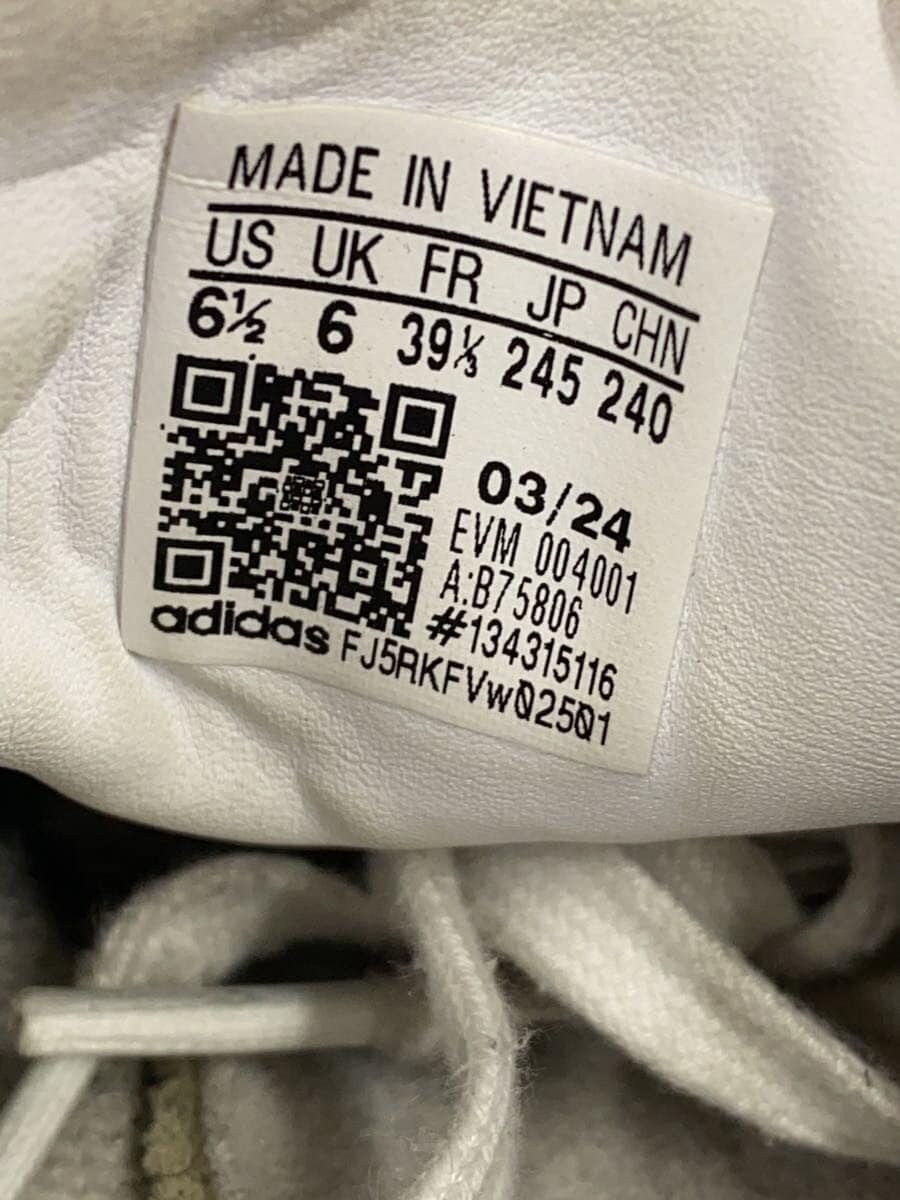 MADE IN VIETNAM
US UK FR JP CHN
6½ 6 39⅓ 245 240
03/24
EVM 004001
A:B75806
#134315116
adidas FJ5RKFVw02501